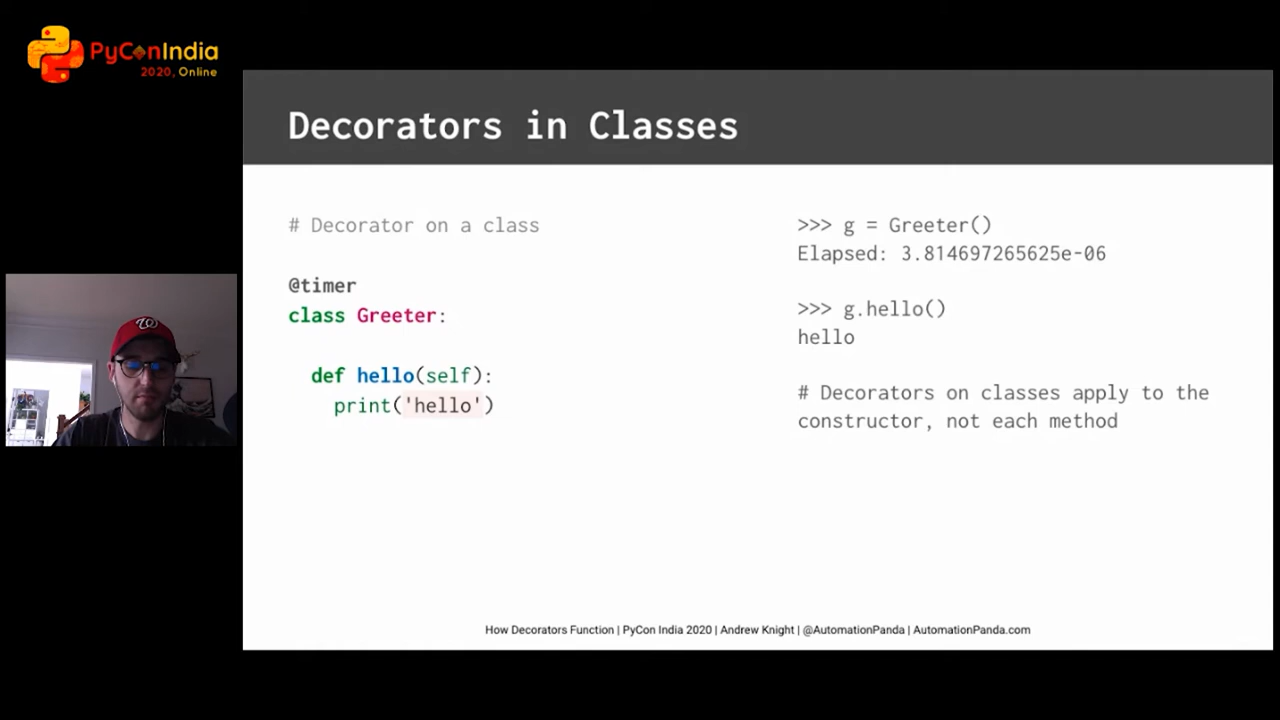 PyConIndia
2020, Online
Decorators in Classes
# Decorator on a class
@timer
class Greeter:
def hello(self):
print('hello')
>>> g = Greeter()
Elapsed: 3.814697265625e-06
>>> g.hello()
hello
# Decorators on classes apply to the
constructor, not each method
How Decorators Function | PyCon India 2020 | Andrew Knight | @AutomationPanda | AutomationPanda.com